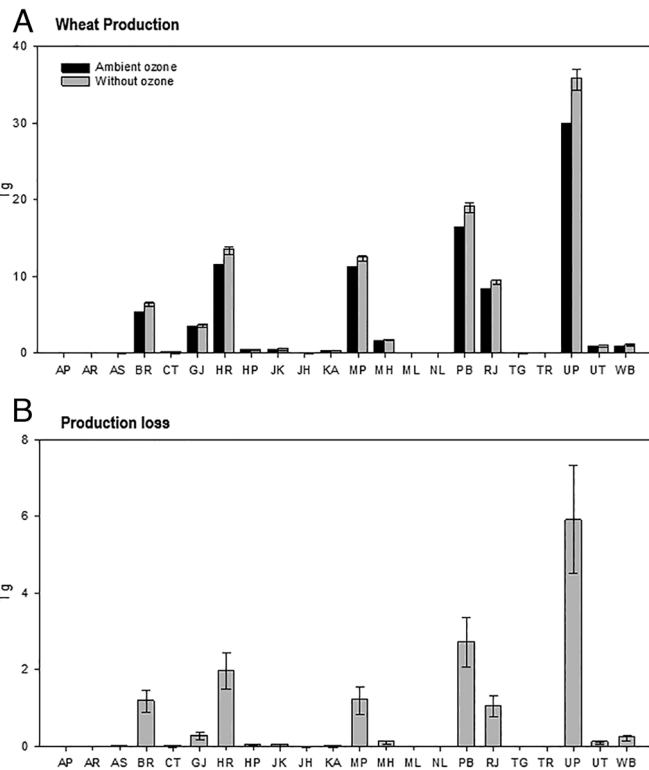 A
Wheat Production
40
Ambient ozone
Without ozone
30
20
10
0
Tg
AP AR AS BR CT GJ HR HP JK JH KA MP MH ML NL PB RJ TG TR UP UT WB
B
Production loss
8
6
4
2
0
Tg
AP AR AS BR CT GJ HR HP JK JH KA MP MH ML NL PB RJ TG TR UP UT WB